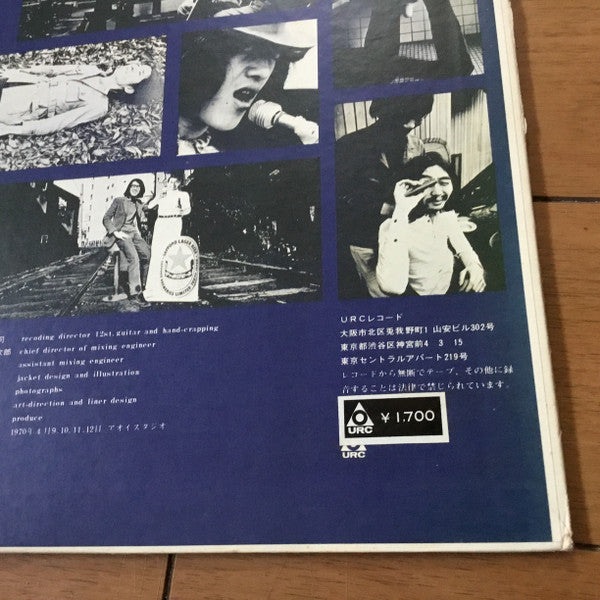 SAPPORO LAGER BEER
司 recoding director 12st. guitar and hand-crapping
次郎 chief director of mixing engineer
assistant mixing engineer
jacket design and illustration
photographs
art-direction and liner design
produce
1970年4月9.10.11.12日 アオイスタジオ
URCレコード
大阪市北区兎我野町1 山安ビル302号
東京都渋谷区神宮前4 3 15
東京セントラルアパート219号
レコードから無断でテープ、その他に録
音することは法律で禁じられています。
URC ¥1,700
URC